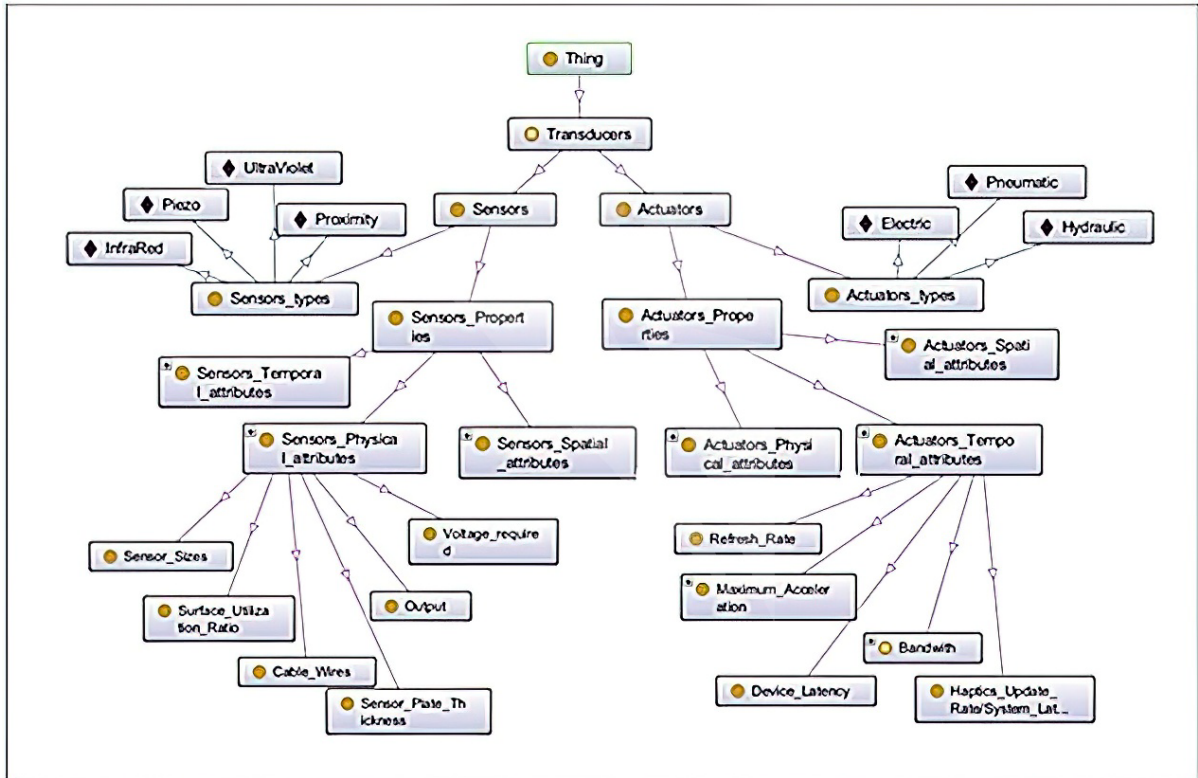 Thing
Transducers
UltraViolet
Piezo
Proximity
InfraRed
Sensors_types
Sensors
Actuators
Pneumatic
Electric
Hydraulic
Actuators_types
Sensors_Propert
ies
Actuators_Prope
rties
Actuators_Spati
al_attributes
Sensors_Tempora
l_attributes
Sensors_Physica
l_attributes
Sensors_Spatial
_attributes
Actuators_Physi
cal_attributes
Actuators_Tempo
ral_attributes
Sensor_Sizes
Voltage_require
d
Surface_Utiliza
tion_Ratio
Output
Cable_Wires
Sensor_Plate_Th
ickness
Refresh_Rate
Maximum_Acceler
ation
Bandwith
Device_Latency
Haptics_Update_
Rate/System_Lat...